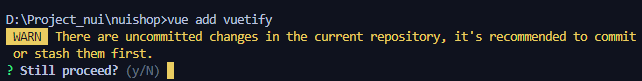 D:\Project_nui\nuishop>vue add vuetify
WARN There are uncommitted changes in the current repository, it's recommended to commit
or stash them first.
? Still proceed? (y/N)